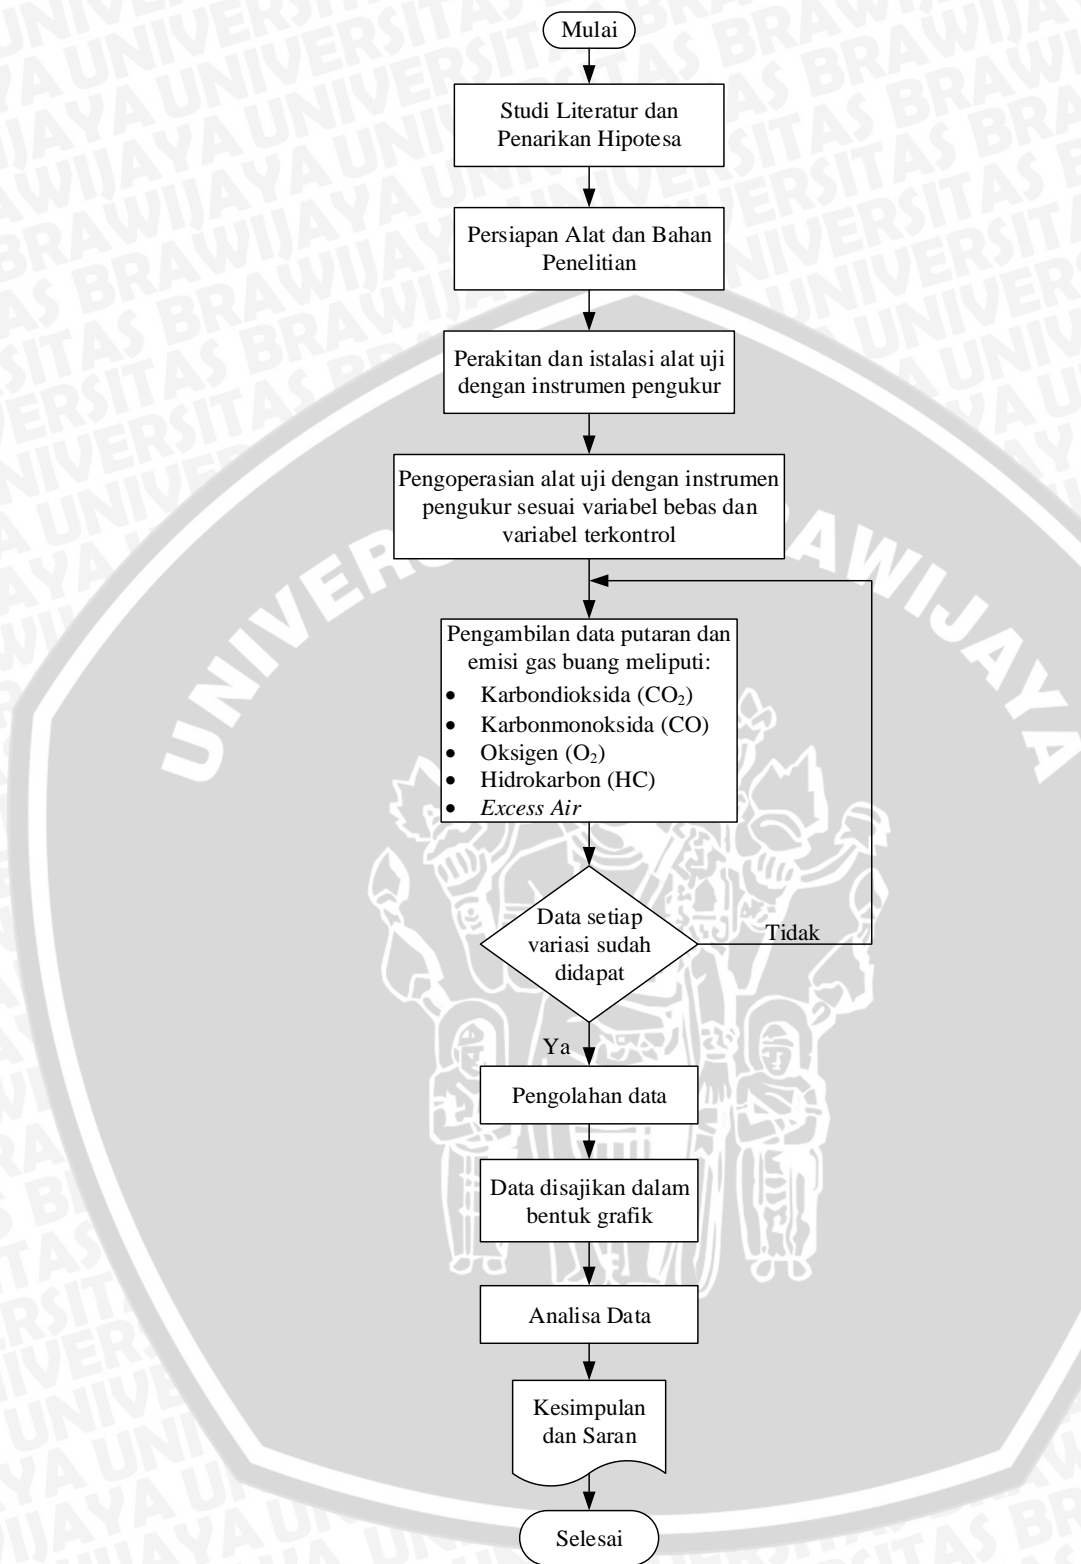 Mulai
Studi Literatur dan
Penarikan Hipotesa
Persiapan Alat dan Bahan
Penelitian
Perakitan dan istalasi alat uji
dengan instrumen pengukur
Pengoperasian alat uji dengan instrumen
pengukur sesuai variabel bebas dan
variabel terkontrol
Pengambilan data putaran dan
emisi gas buang meliputi:
• Karbondioksida (CO₂)
• Karbonmonoksida (CO)
• Oksigen (O₂)
• Hidrokarbon (HC)
• Excess Air
Data setiap
variasi sudah
didapat
Tidak
Ya
Pengolahan data
Data disajikan dalam
bentuk grafik
Analisa Data
Kesimpulan
dan Saran
Selesai